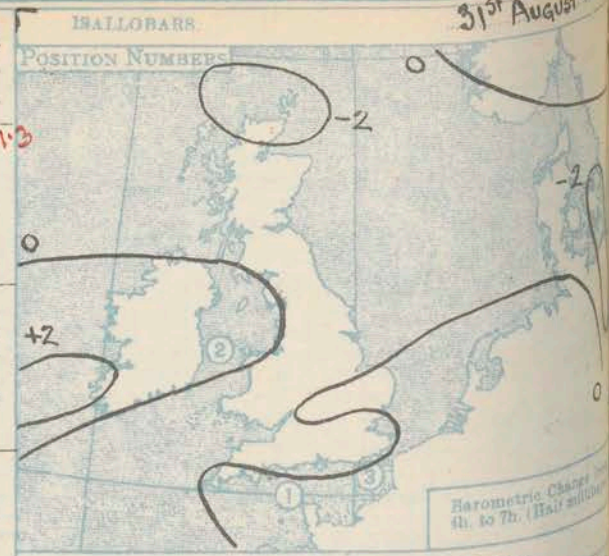 31ST AUGUST
ISALLOBARS
POSITION NUMBERS
0
-2
1.3
-2
0
+2
2
0
1
3
Barometric Change
4h. to 7h. (Half